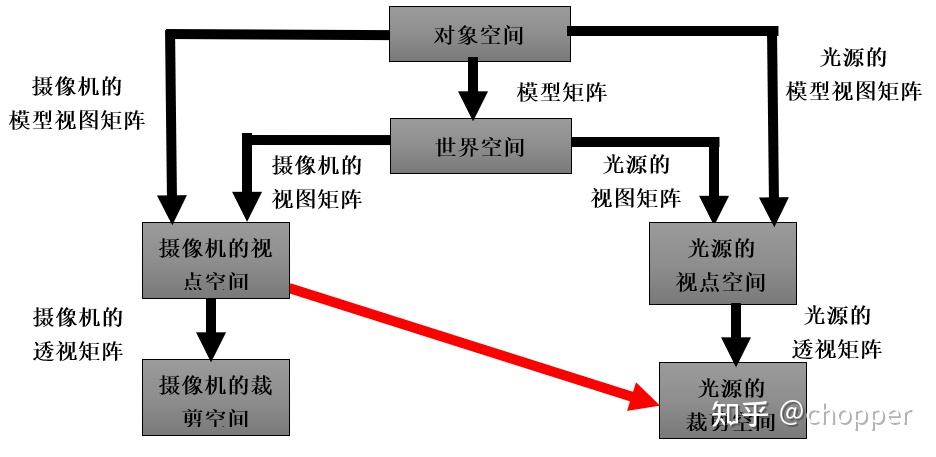 对象空间
摄像机的
模型视图矩阵
模型矩阵
光源的
模型视图矩阵
世界空间
摄像机的
视图矩阵
光源的
视图矩阵
摄像机的视
点空间
光源的
视点空间
摄像机的
透视矩阵
光源的
透视矩阵
摄像机的裁
剪空间
光源的
裁剪空间
知乎 @chopper